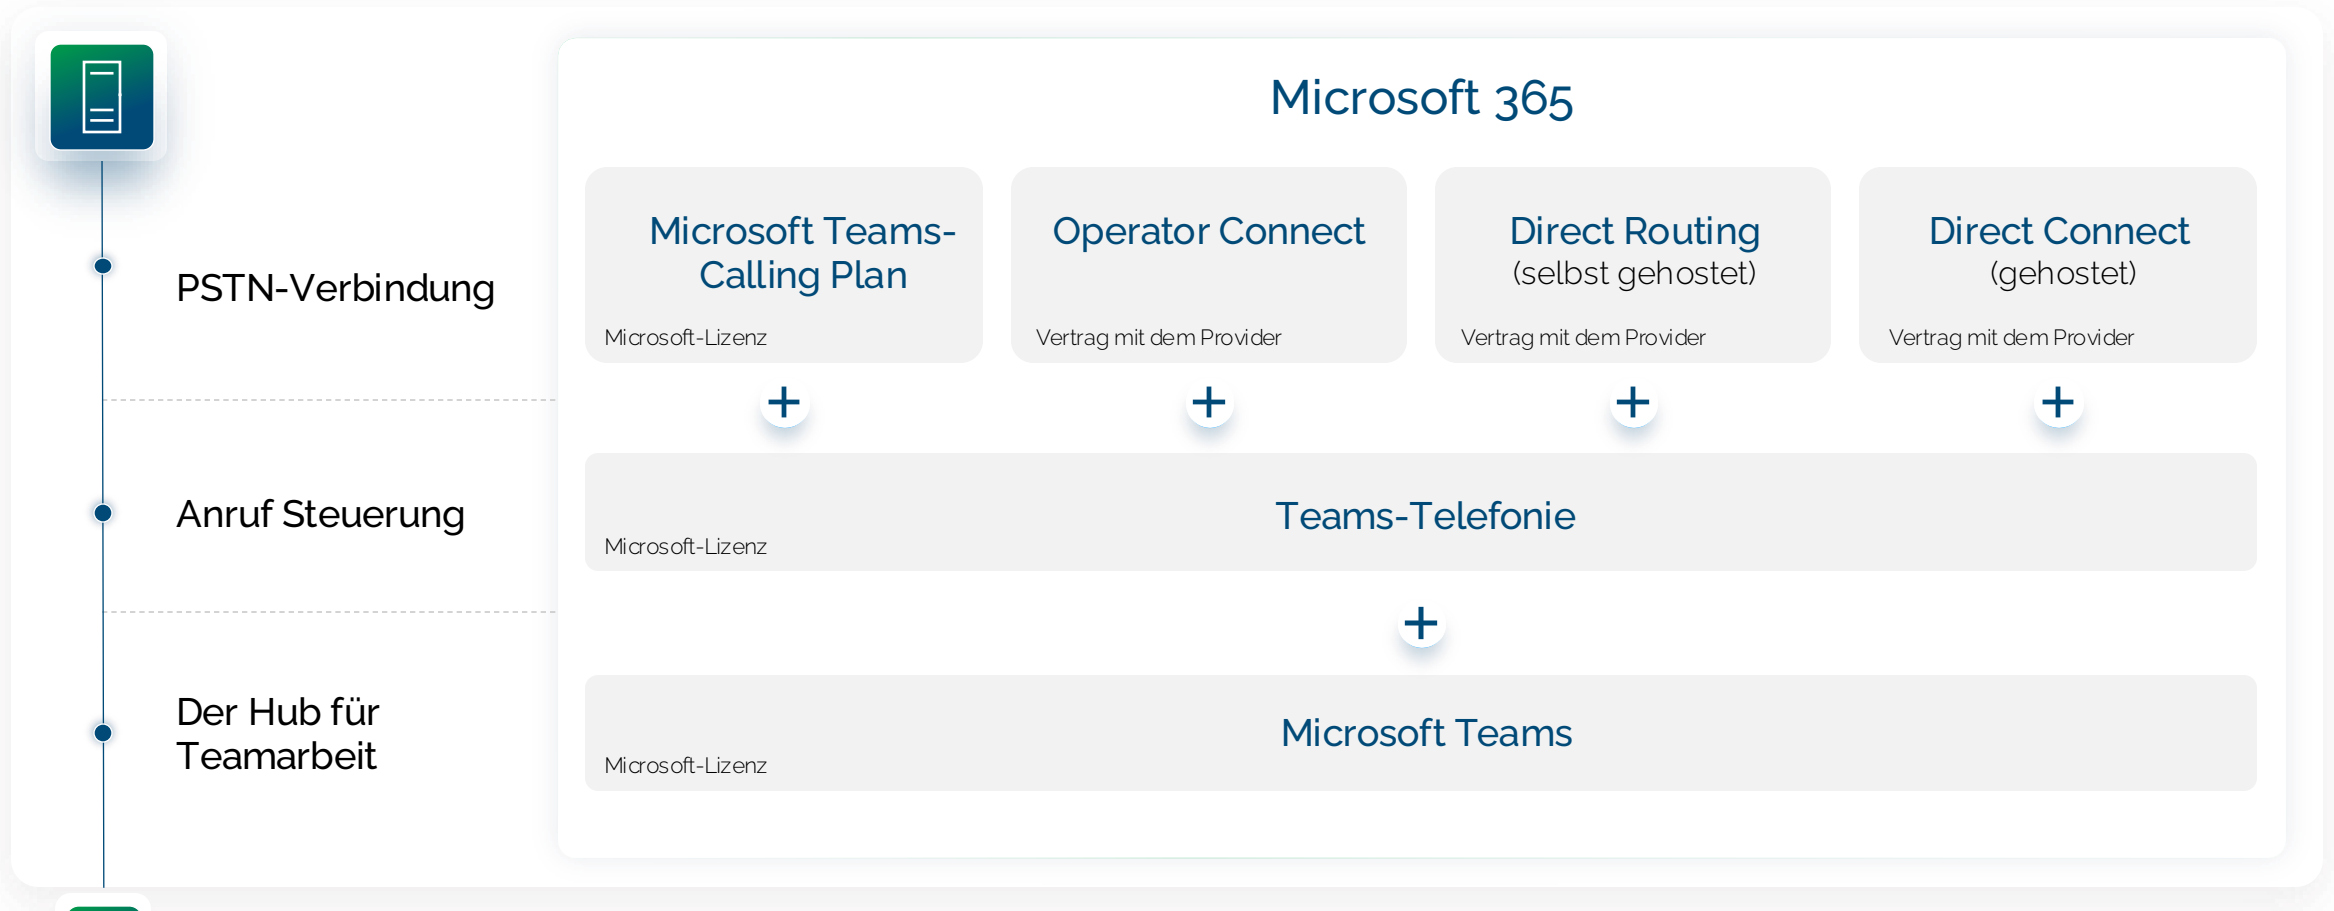 Microsoft 365
PSTN-Verbindung
Microsoft Teams-
Calling Plan
Microsoft-Lizenz
Operator Connect
Vertrag mit dem Provider
Direct Routing
(selbst gehostet)
Vertrag mit dem Provider
Direct Connect
(gehostet)
Vertrag mit dem Provider
+ + + +
Anruf Steuerung
Teams-Telefonie
Microsoft-Lizenz
+
Der Hub für
Teamarbeit
Microsoft Teams
Microsoft-Lizenz